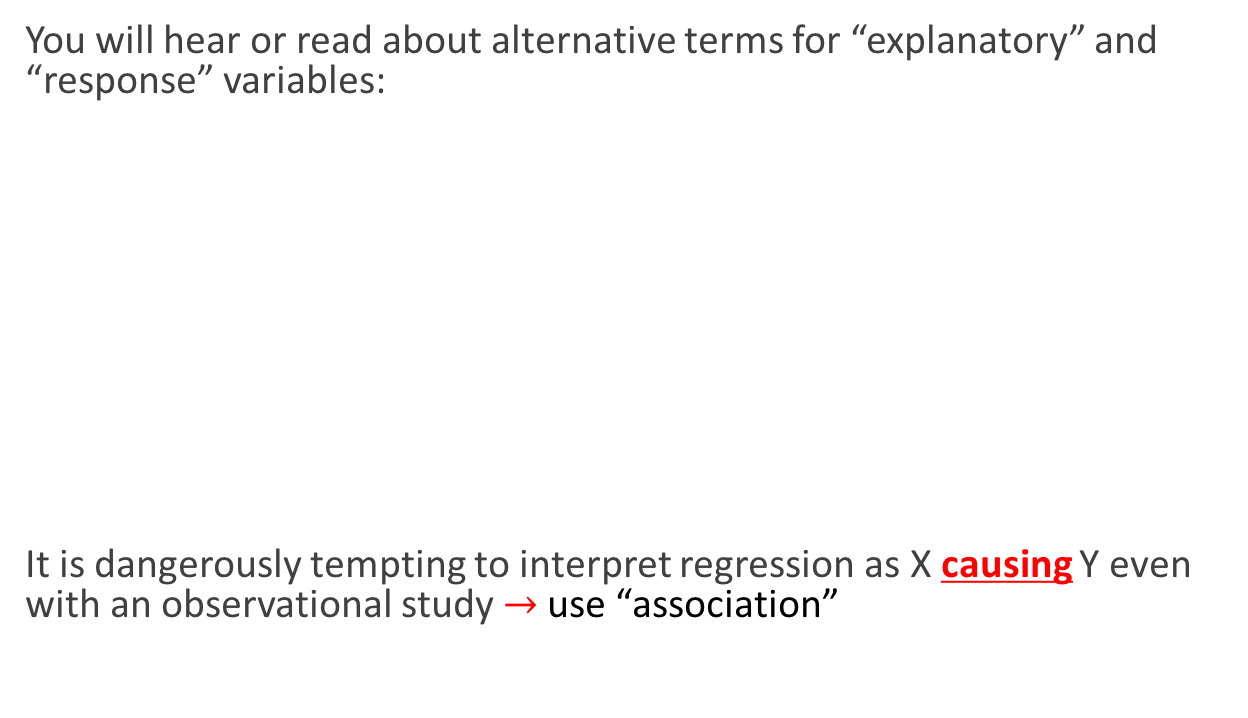 You will hear or read about alternative terms for “explanatory” and
“response” variables:
It is dangerously tempting to interpret regression as X causing Y even
with an observational study → use “association”